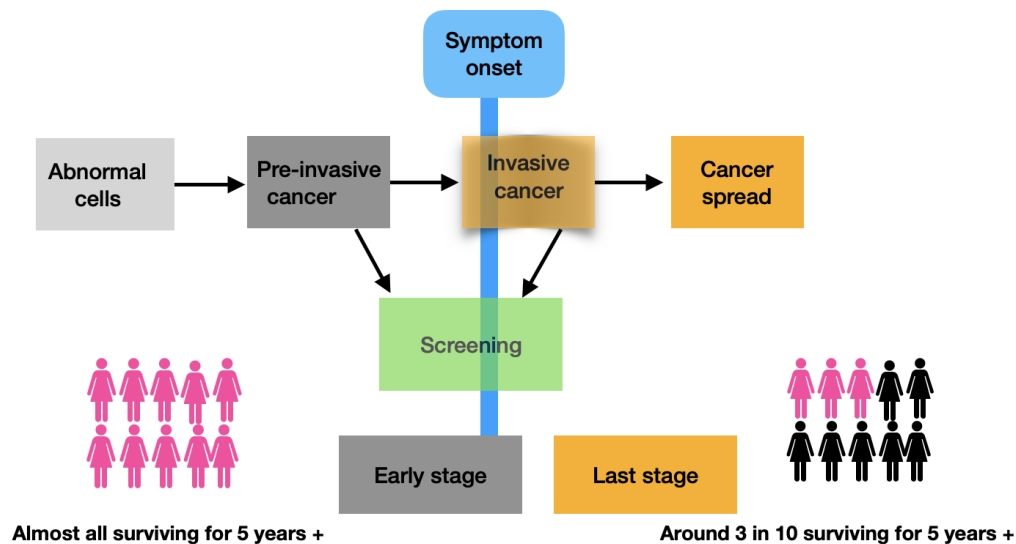 Symptom
onset
Abnormal
cells
Pre-invasive
cancer
Invasive
cancer
Cancer
spread
Screening
Early stage
Last stage
Almost all surviving for 5 years +
Around 3 in 10 surviving for 5 years +